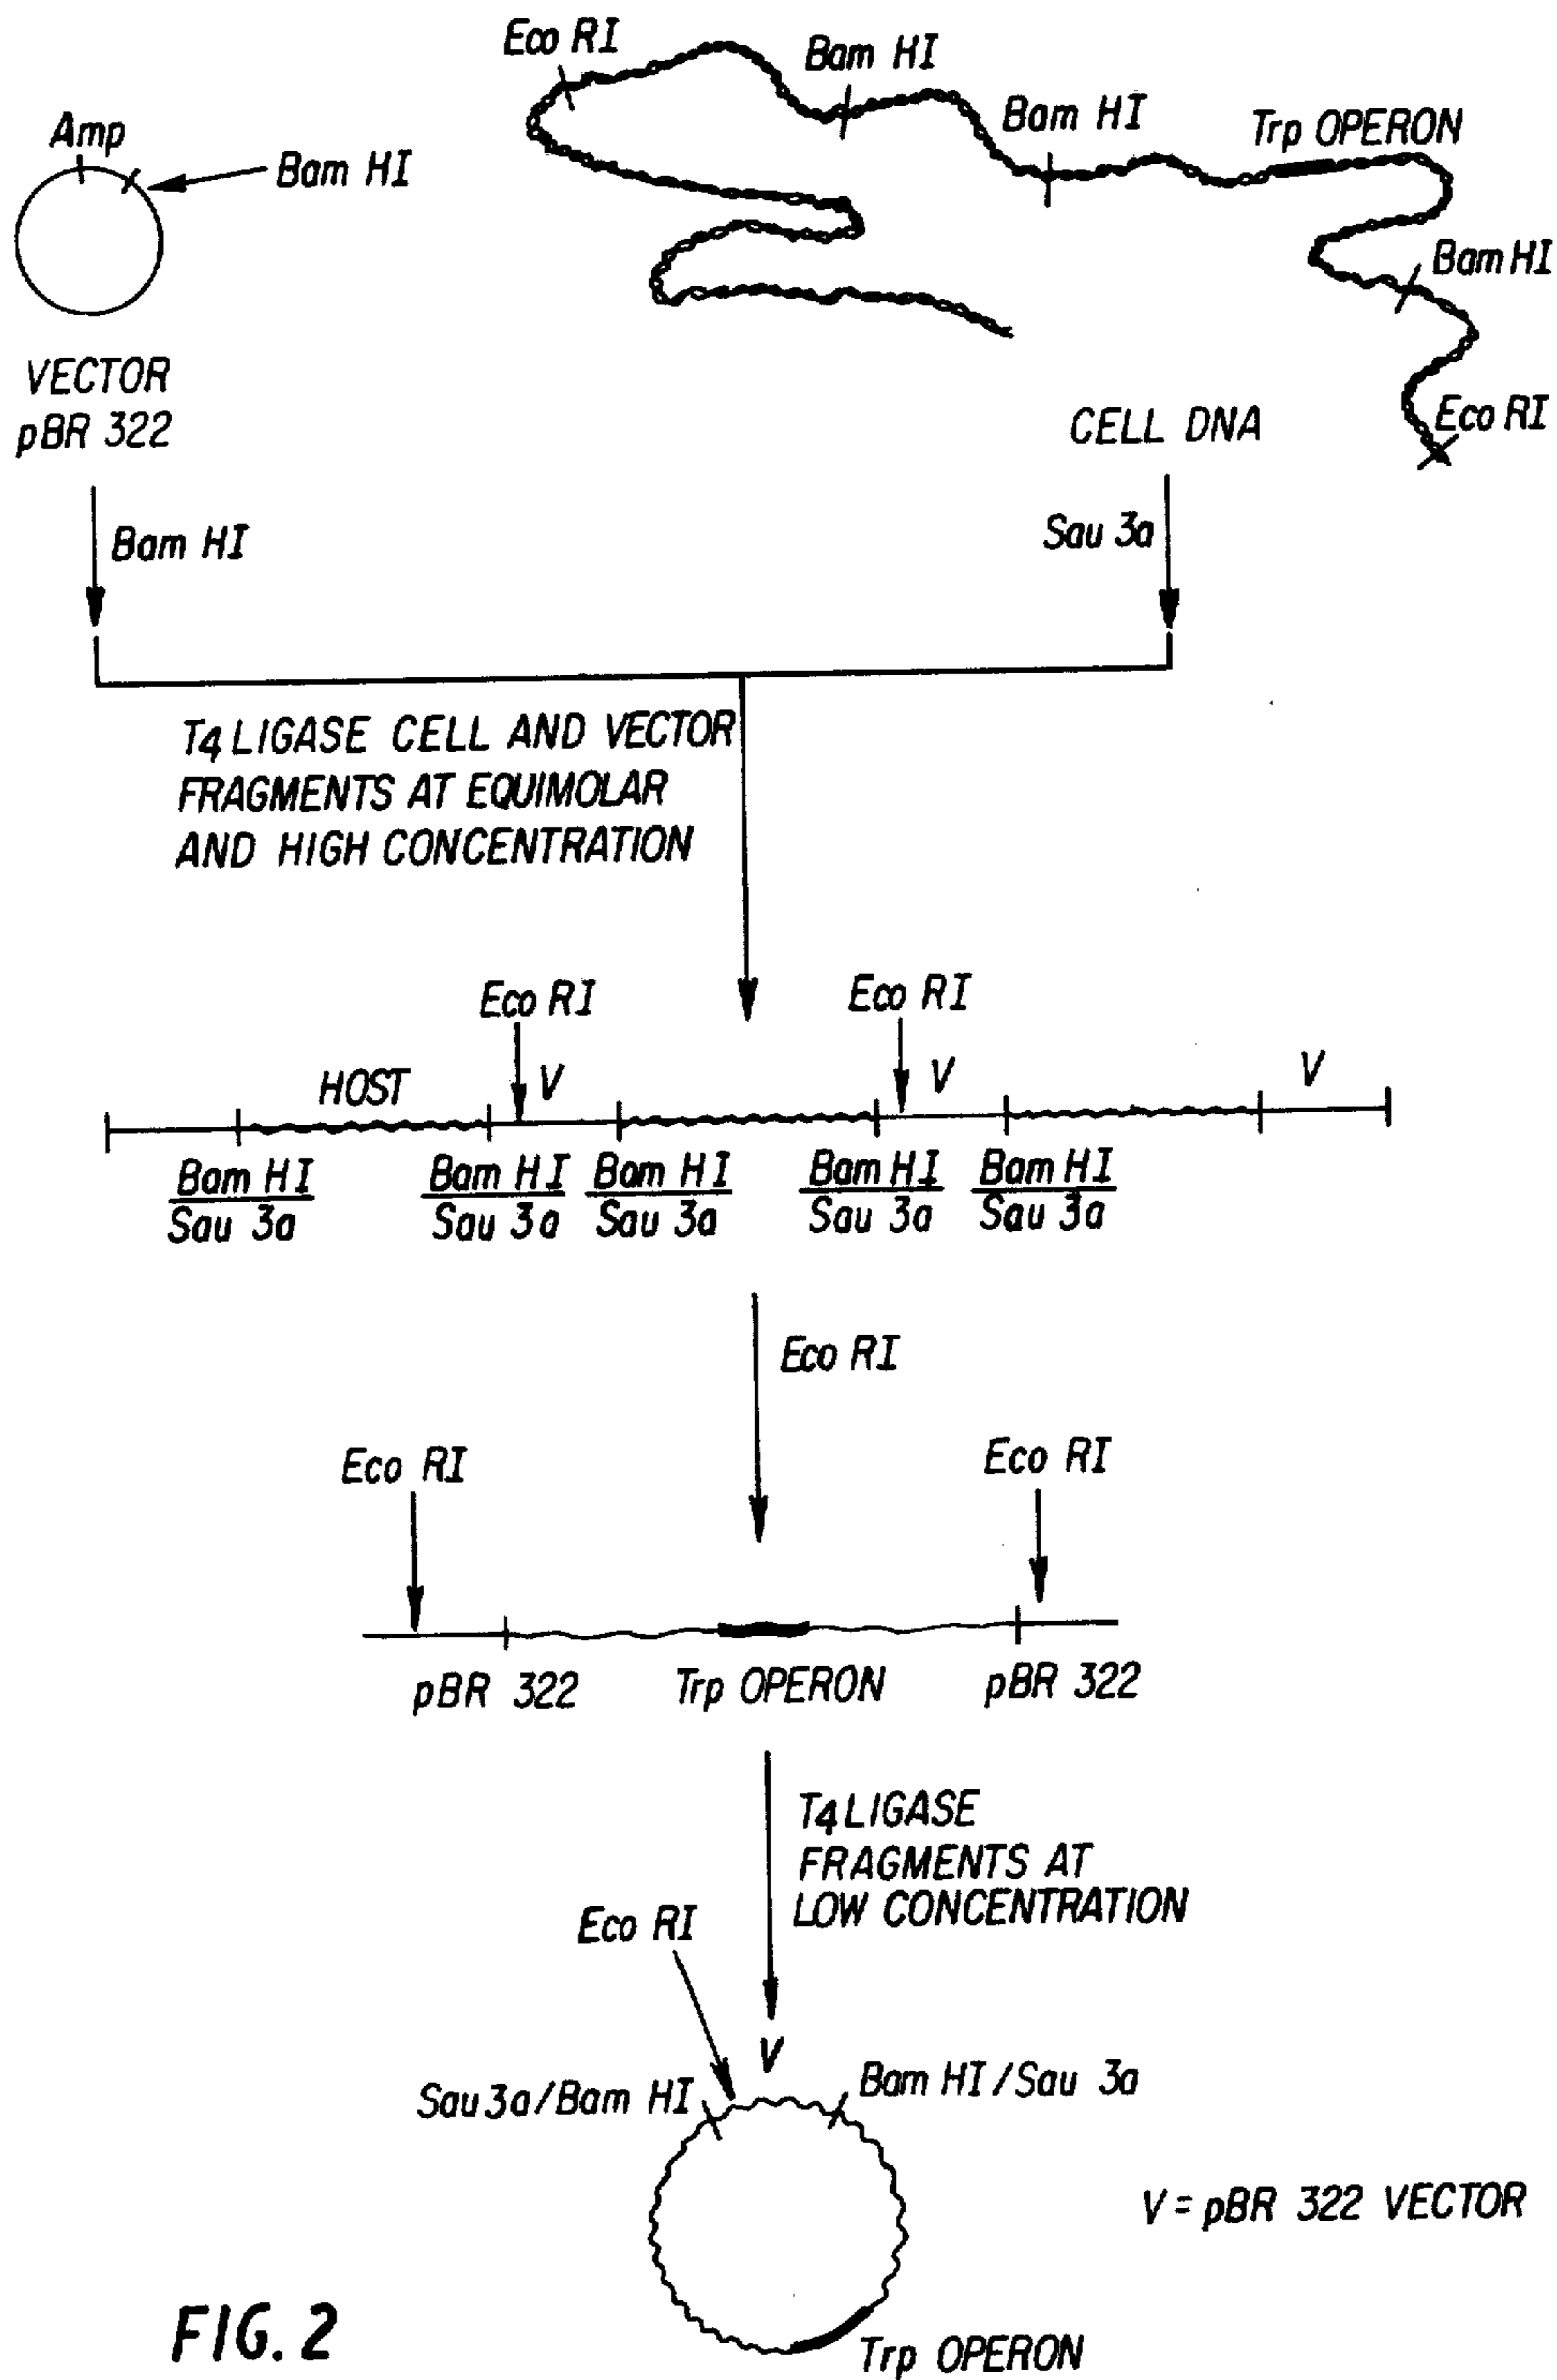 Eco RI
Bam HI
Bam HI
Trp OPERON
Amp
Bam HI
Bam HI
Eco RI
VECTOR
pBR 322
CELL DNA
Bam HI
Sau 3a
T4 LIGASE CELL AND VECTOR
FRAGMENTS AT EQUIMOLAR
AND HIGH CONCENTRATION
Eco RI
Eco RI
HOST
V
V
V
Bam HI
Sau 3a
Bam HI
Sau 3a
Bam HI
Sau 3a
Bam HI
Sau 3a
Bam HI
Sau 3a
Eco RI
Eco RI
Eco RI
pBR 322
Trp OPERON
pBR 322
T4 LIGASE
FRAGMENTS AT
LOW CONCENTRATION
Eco RI
V
Sau 3a/Bam HI
Bam HI/Sau 3a
V = pBR 322 VECTOR
Trp OPERON
FIG. 2